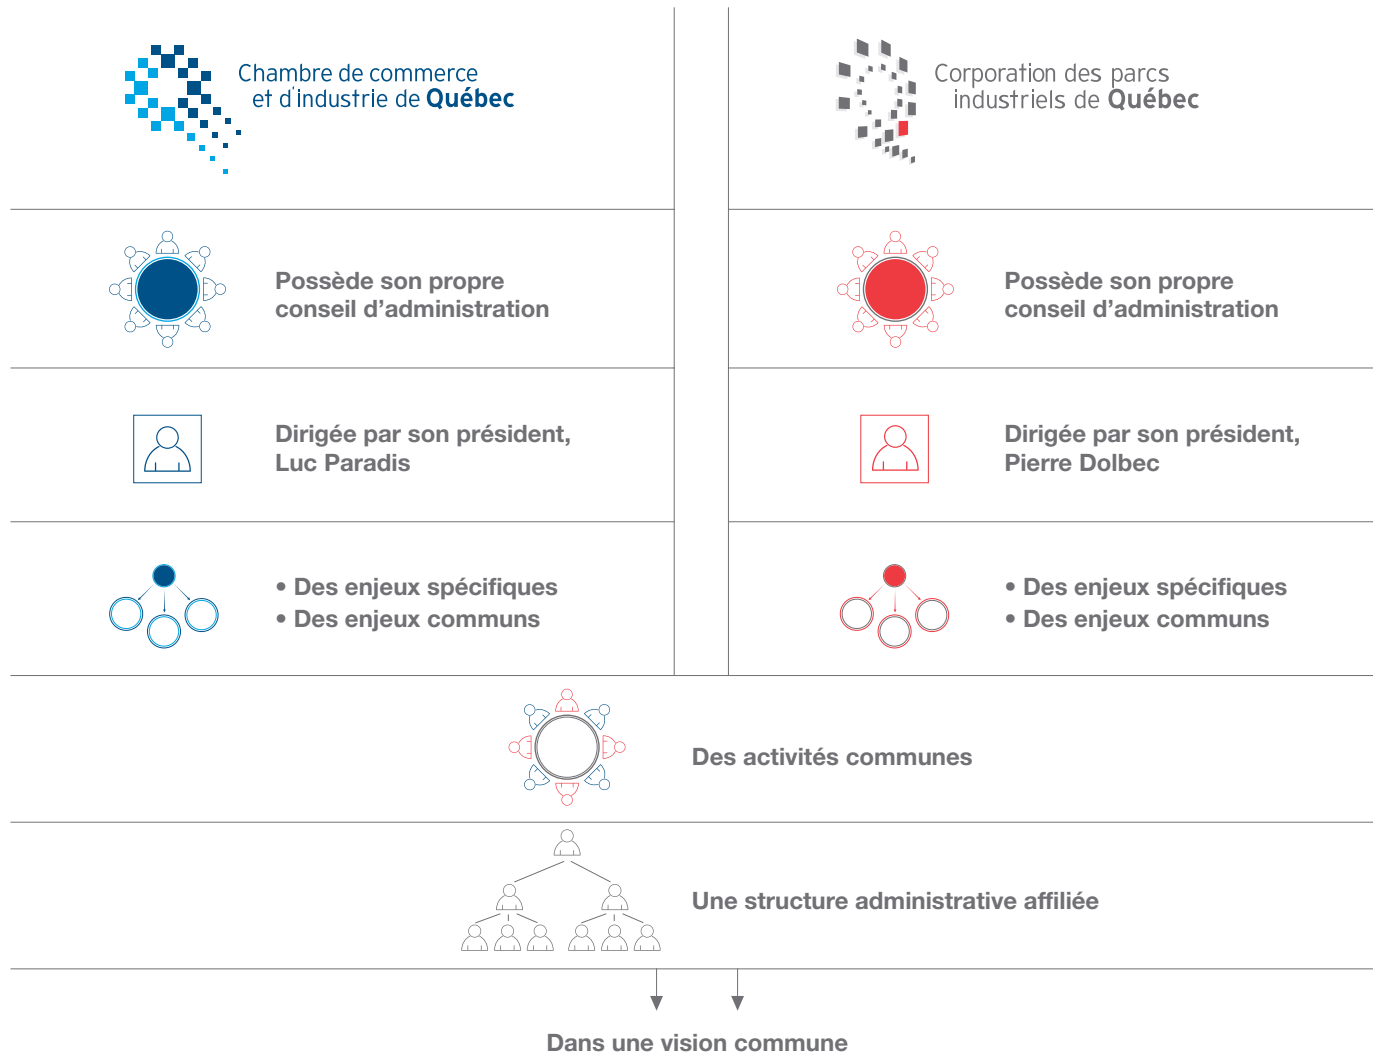 Chambre de commerce
et d'industrie de Québec
Corporation des parcs
industriels de Québec
Possède son propre
conseil d’administration
Possède son propre
conseil d’administration
Dirigée par son président,
Luc Paradis
Dirigée par son président,
Pierre Dolbec
• Des enjeux spécifiques
• Des enjeux communs
• Des enjeux spécifiques
• Des enjeux communs
Des activités communes
Une structure administrative affiliée
Dans une vision commune